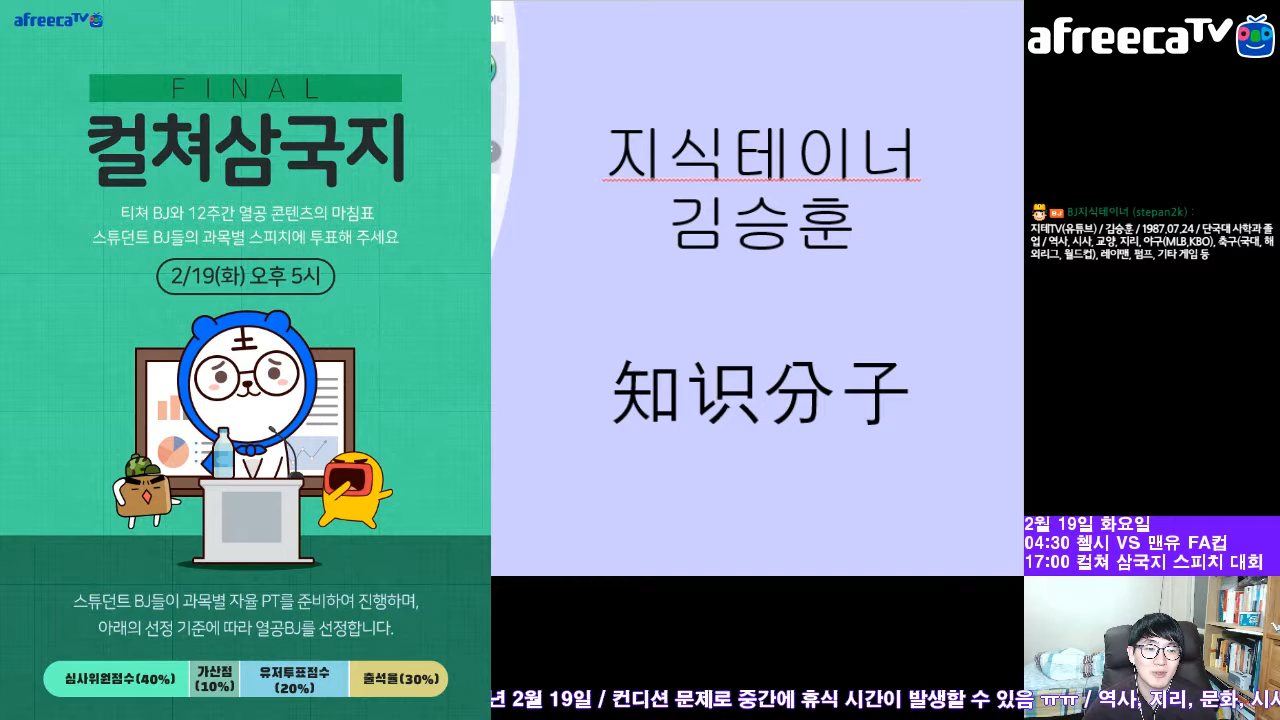 afreecaTV
FINAL
컬쳐삼국지
티쳐 BJ와 12주간 열공 콘텐츠의 마침표
스튜던트 BJ들의 과목별 스피치에 투표해 주세요
2/19(화) 오후 5시
스튜던트 BJ들이 과목별 자율 PT를 준비하여 진행하며,
아래의 선정 기준에 따라 열공BJ를 선정합니다.
심사위원점수(40%)
가산점
(10%)
유저투표점수
(20%)
출석률(30%)
이너
지식테이너
김승훈
知识分子
afreecaTV
BJ BJ지식테이너 (stepan2k) :
지테TV(유튜브) / 김승훈 / 1987.07.24 / 단국대 사학과 졸
업 / 역사, 시사, 교양, 지리, 야구(MLB,KBO), 축구(국대, 해
외리그, 월드컵), 레이맨, 펌프, 기타 게임 등
2월 19일 화요일
04:30 첼시 VS 맨유 FA컵
17:00 컬쳐 삼국지 스피치 대회
년 2월 19일 / 컨디션 문제로 중간에 휴식 시간이 발생할 수 있음 ㅠㅠ / 역사, 지리, 문화, 시사